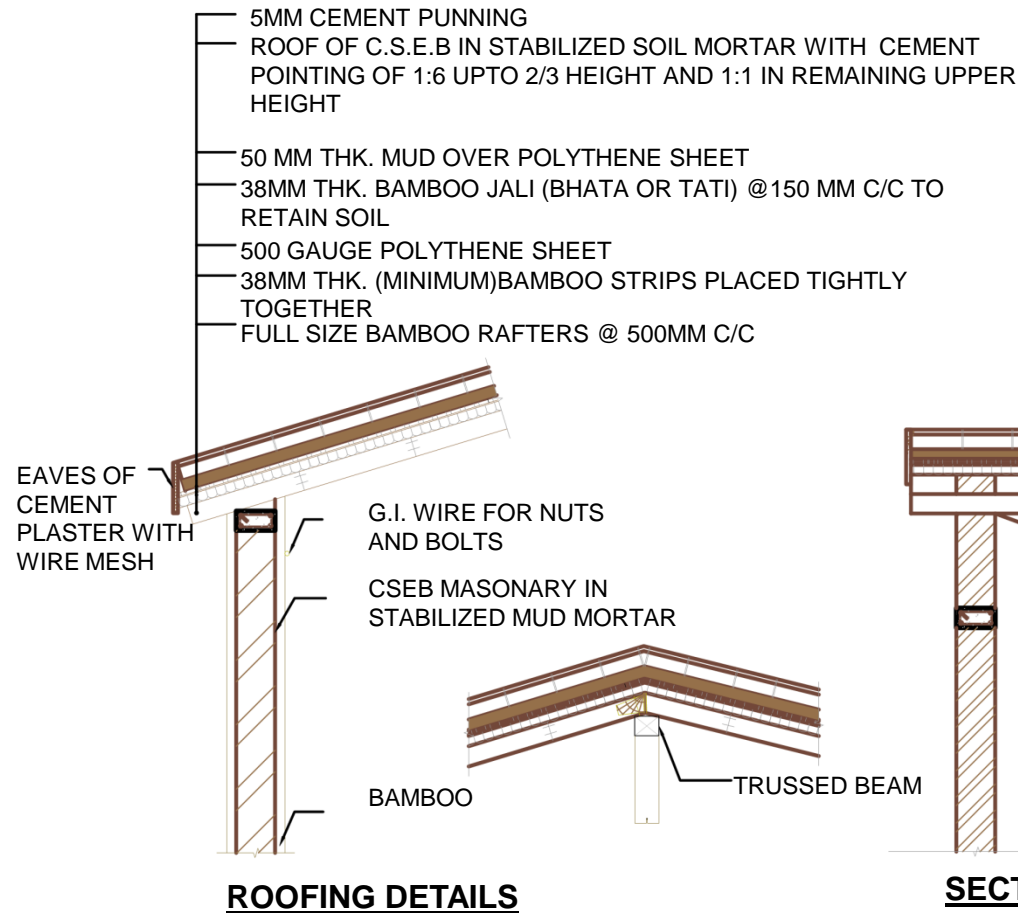 5MM CEMENT PUNNING
ROOF OF C.S.E.B IN STABILIZED SOIL MORTAR WITH CEMENT
POINTING OF 1:6 UPTO 2/3 HEIGHT AND 1:1 IN REMAINING UPPER
HEIGHT
50 MM THK. MUD OVER POLYTHENE SHEET
38MM THK. BAMBOO JALI (BHATA OR TATI) @150 MM C/C TO
RETAIN SOIL
500 GAUGE POLYTHENE SHEET
38MM THK. (MINIMUM)BAMBOO STRIPS PLACED TIGHTLY
TOGETHER
FULL SIZE BAMBOO RAFTERS @ 500MM C/C
EAVES OF
CEMENT
PLASTER WITH
WIRE MESH
G.I. WIRE FOR NUTS
AND BOLTS
CSEB MASONARY IN
STABILIZED MUD MORTAR
BAMBOO
TRUSSED BEAM
ROOFING DETAILS
SECT